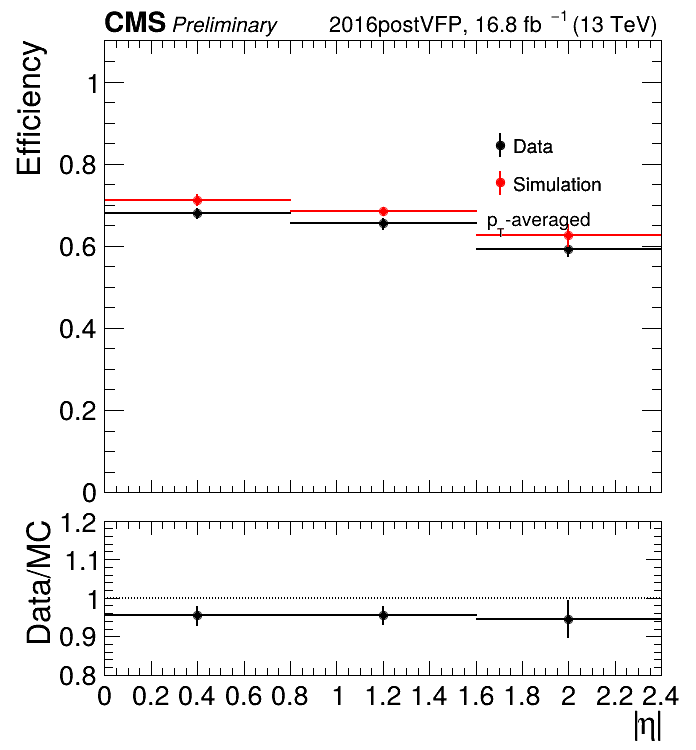 CMS Preliminary 2016postVFP, 16.8 fb ⁻¹ (13 TeV)
Efficiency
1
0.8
0.6
0.4
0.2
0
Data
Simulation
p_T-averaged
Data/MC
1.2
1.1
1
0.9
0.8
0 0.2 0.4 0.6 0.8 1 1.2 1.4 1.6 1.8 2 2.2 2.4
|η|